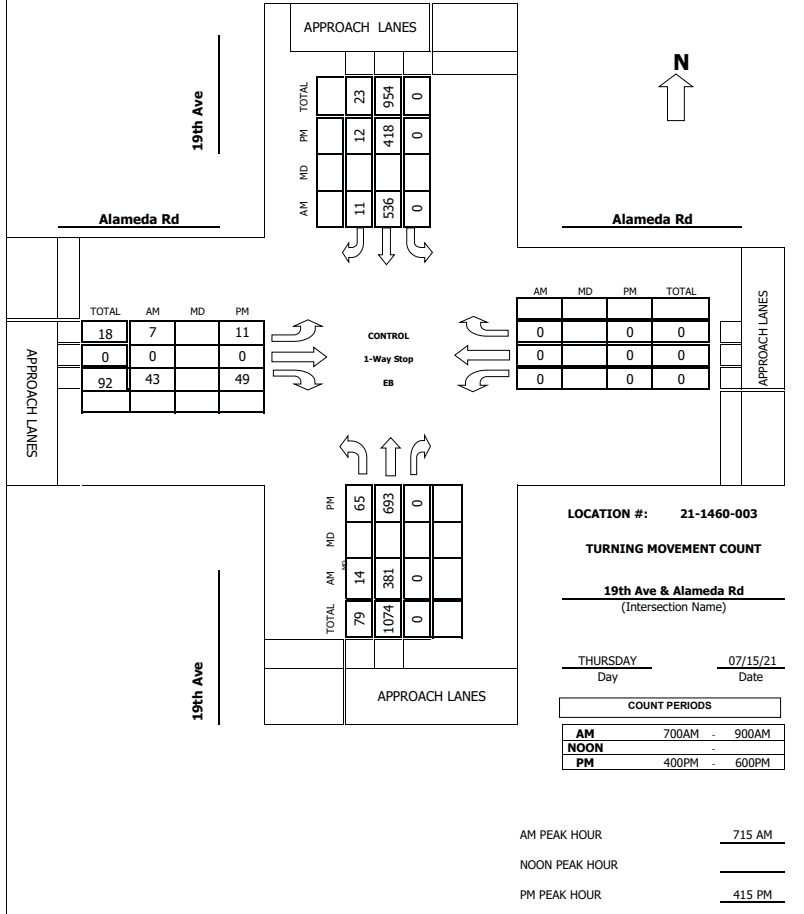 APPROACH LANES
N
19th Ave
TOTAL 23 954 0
PM 12 418 0
MD
AM 11 536 0
Alameda Rd
Alameda Rd
TOTAL AM MD PM
18 7 11
0 0 0
92 43 49
APPROACH LANES
CONTROL
1-Way Stop
EB
AM MD PM TOTAL
0 0 0
0 0 0
0 0 0
APPROACH LANES
PM 65 693 0
MD
MD
AM 14 381 0
TOTAL 79 1074 0
19th Ave
APPROACH LANES
LOCATION #: 21-1460-003
TURNING MOVEMENT COUNT
19th Ave & Alameda Rd
(Intersection Name)
THURSDAY 07/15/21
Day Date
COUNT PERIODS
AM 700AM - 900AM
NOON -
PM 400PM - 600PM
AM PEAK HOUR 715 AM
NOON PEAK HOUR
PM PEAK HOUR 415 PM